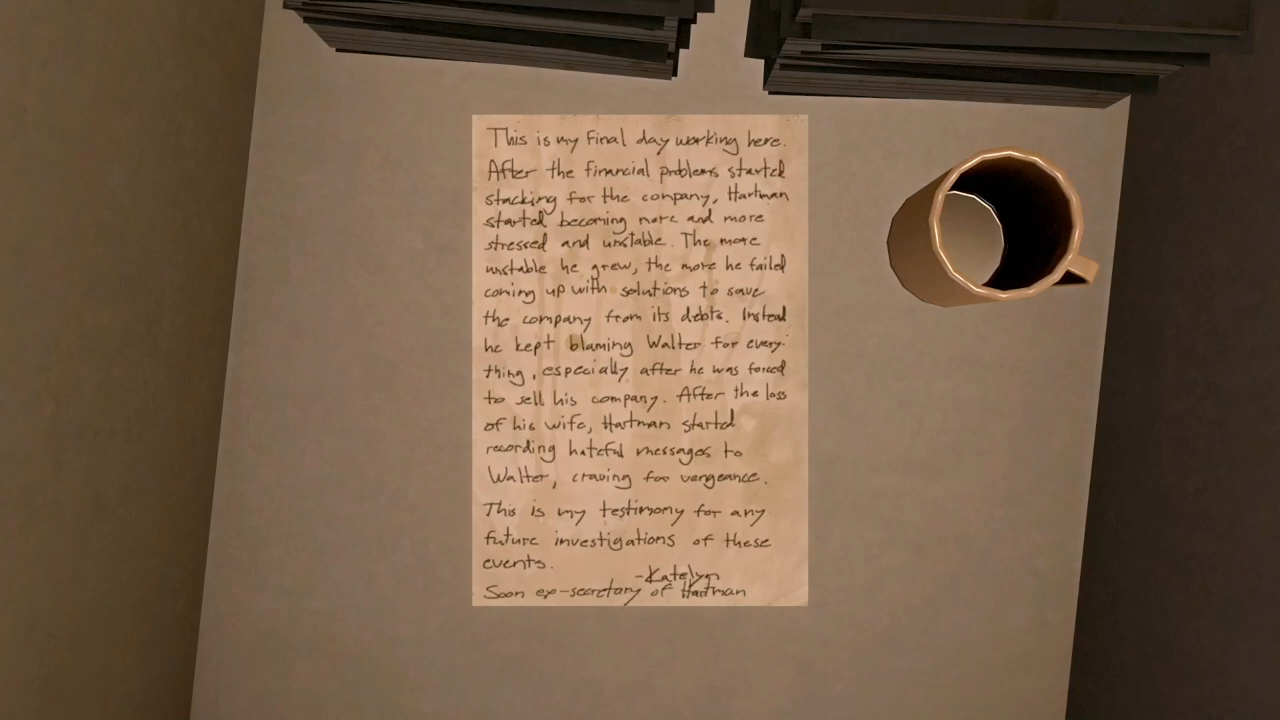 This is my final day working here.
After the financial problems started
stacking for the company, Hartman
started becoming more and more
stressed and unstable. The more
unstable he grew, the more he failed
coming up with solutions to save
the company from its debts. Instead
he kept blaming Walter for every-
thing, especially after he was forced
to sell his company. After the loss
of his wife, Hartman started
recording hateful messages to
Walter, craving for vengeance.
This is my testimony for any
future investigations of these
events.
-Katelyn
Soon ex-secretary of Hartman